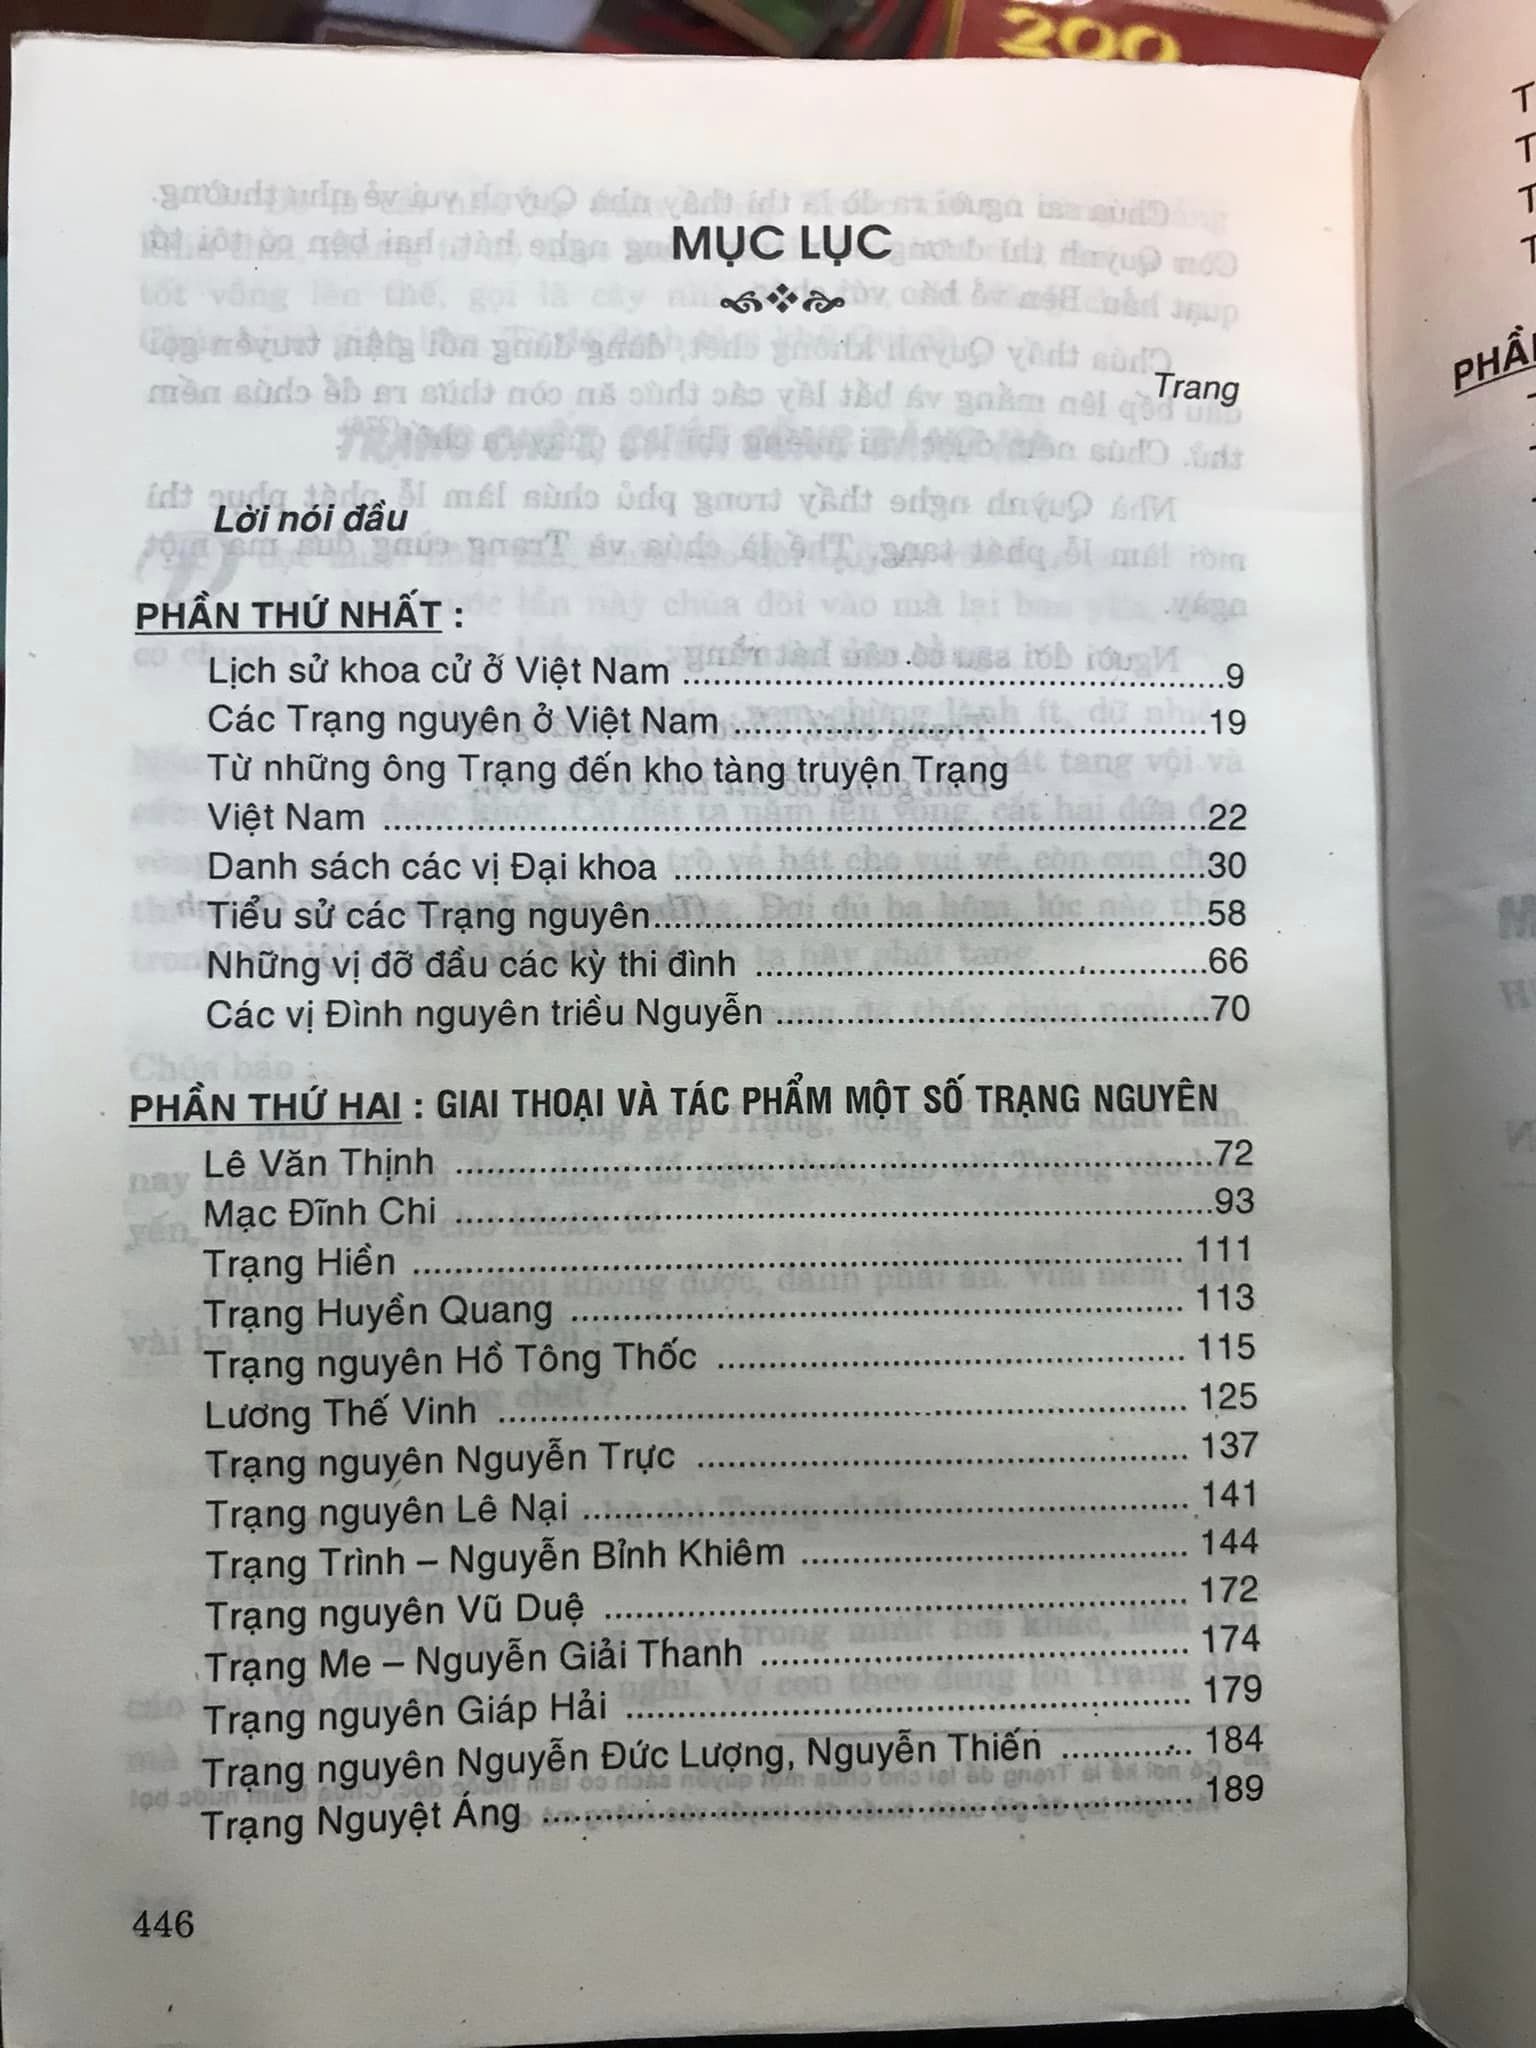 200
MỤC LỤC
Trang
Lời nói đầu
PHẦN THỨ NHẤT :
Lịch sử khoa cử ở Việt Nam ........ 9
Các Trạng nguyên ở Việt Nam ........ 19
Từ những ông Trạng đến kho tàng truyện Trạng
Việt Nam ........ 22
Danh sách các vị Đại khoa ........ 30
Tiểu sử các Trạng nguyên ........ 58
Những vị đỡ đầu các kỳ thi đình ........ 66
Các vị Đình nguyên triều Nguyễn ........ 70
PHẦN THỨ HAI : GIAI THOẠI VÀ TÁC PHẨM MỘT SỐ TRẠNG NGUYÊN
Lê Văn Thịnh ........ 72
Mạc Đĩnh Chi ........ 93
Trạng Hiền ........ 111
Trạng Huyền Quang ........ 113
Trạng nguyên Hồ Tông Thốc ........ 115
Lương Thế Vinh ........ 125
Trạng nguyên Nguyễn Trực ........ 137
Trạng nguyên Lê Nại ........ 141
Trạng Trình – Nguyễn Bỉnh Khiêm ........ 144
Trạng nguyên Vũ Duệ ........ 172
Trạng Me – Nguyễn Giải Thanh ........ 174
Trạng nguyên Giáp Hải ........ 179
Trạng nguyên Nguyễn Đức Lượng, Nguyễn Thiến ........ 184
Trạng Nguyệt Áng ........ 189
446